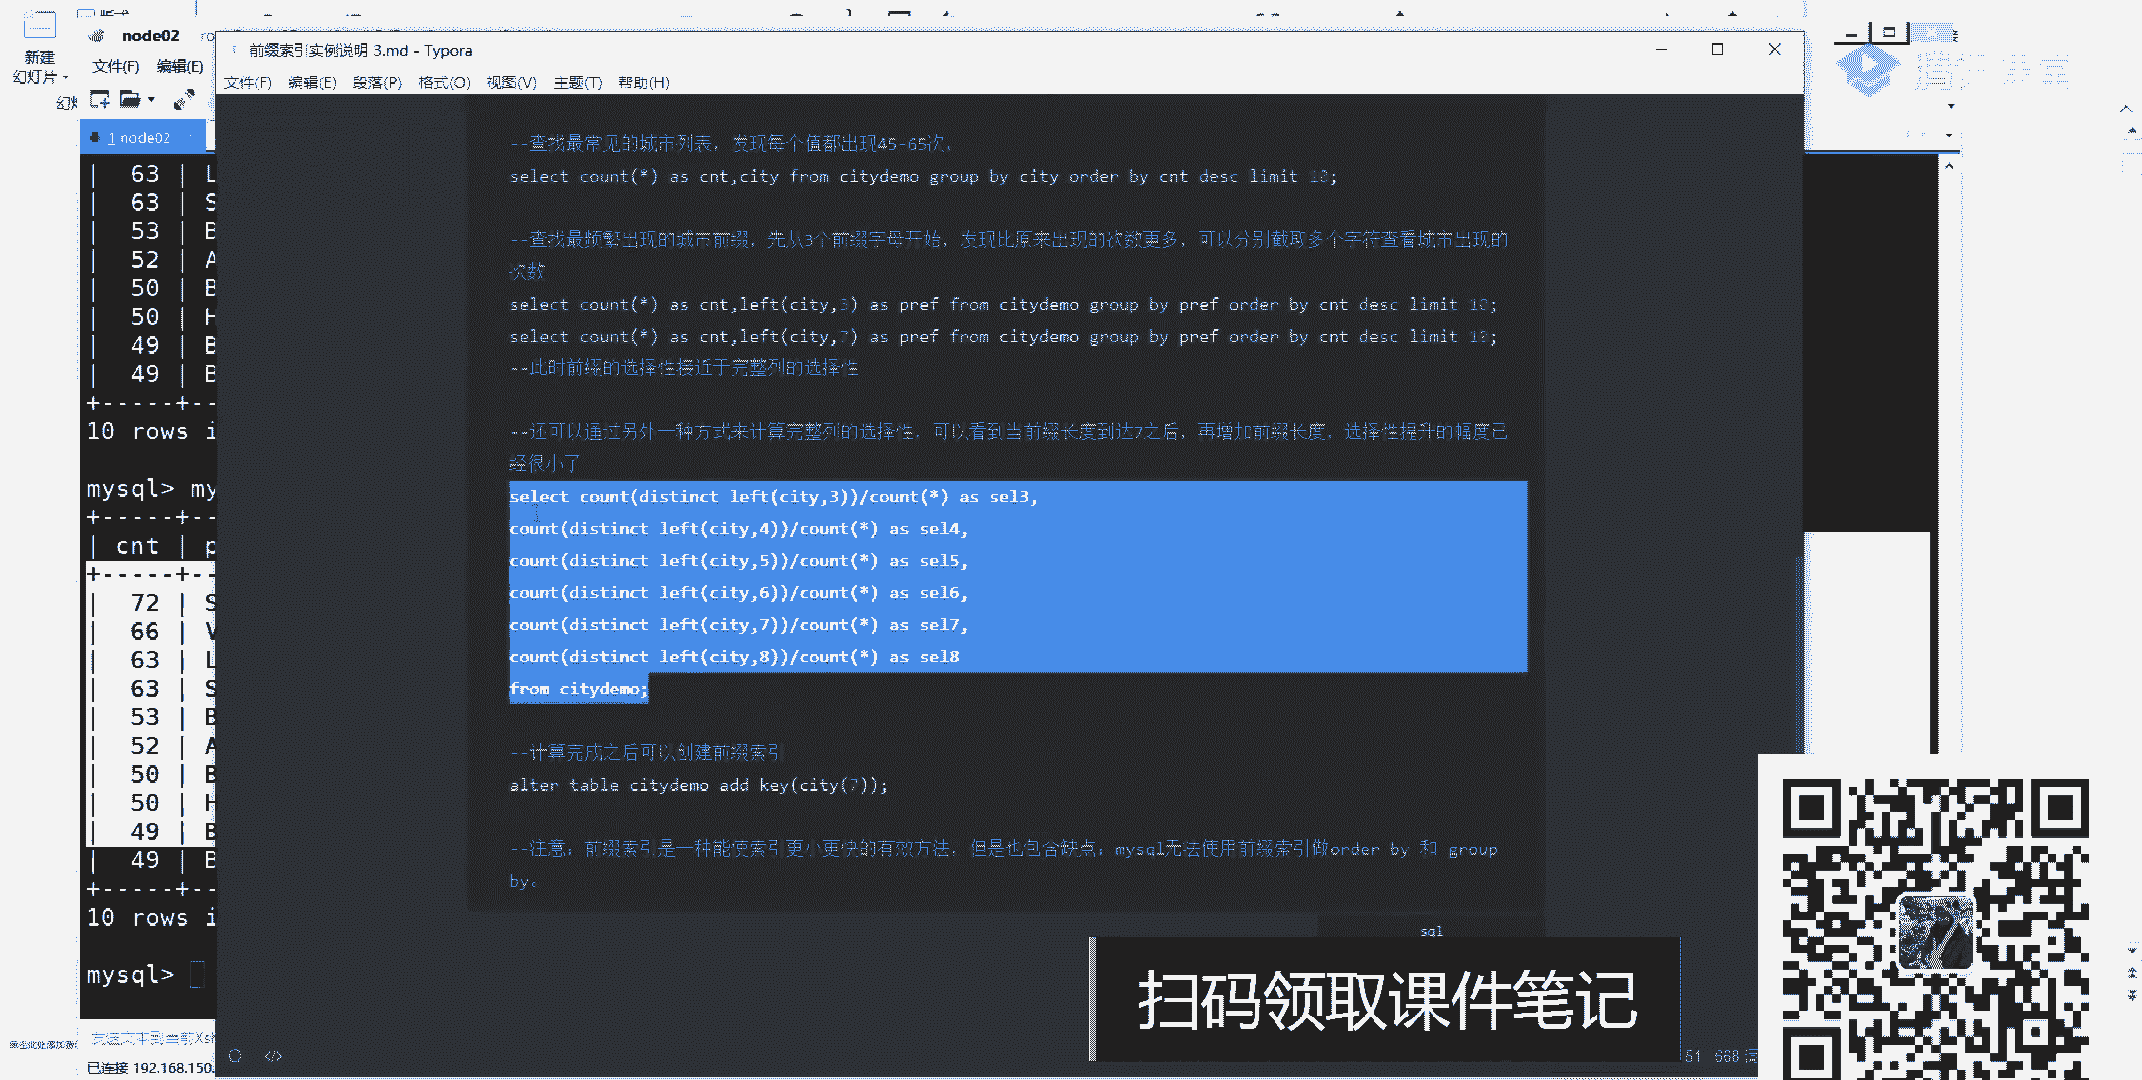 新建
幻灯片
node02
文件(F) 编辑(E)
1 node02
前缀索引实例说明 3.md - Typora
文件(F) 编辑(E) 段落(P) 格式(O) 视图(V) 主题(T) 帮助(H)
| 63 | L
| 63 | S
| 53 | B
| 52 | A
| 50 | B
| 50 | H
| 49 | B
| 49 | B
+-----+--
10 rows i
mysql> my
+-----+--
| cnt | p
+-----+--
| 72 | S
| 66 | V
| 63 | L
| 63 | S
| 53 | B
| 52 | A
| 50 | B
| 50 | H
| 49 | B
| 49 | B
+-----+--
10 rows i
mysql>
已连接 192.168.150.
--查找最常见的城市列表，发现每个值都出现45-65次，
select count(*) as cnt,city from citydemo group by city order by cnt desc limit 10;
--查找最频繁出现的城市前缀，先从3个前缀字母开始，发现比原来出现的次数更多，可以分别截取多个字符查看城市出现的
次数
select count(*) as cnt,left(city,3) as pref from citydemo group by pref order by cnt desc limit 10;
select count(*) as cnt,left(city,7) as pref from citydemo group by pref order by cnt desc limit 10;
--此时前缀的选择性接近于完整列的选择性
--还可以通过另外一种方式来计算完整列的选择性，可以看到当前缀长度到达7之后，再增加前缀长度，选择性提升的幅度已
经很小了
select count(distinct left(city,3))/count(*) as sel3,
count(distinct left(city,4))/count(*) as sel4,
count(distinct left(city,5))/count(*) as sel5,
count(distinct left(city,6))/count(*) as sel6,
count(distinct left(city,7))/count(*) as sel7,
count(distinct left(city,8))/count(*) as sel8
from citydemo;
--计算完成之后可以创建前缀索引
alter table citydemo add key(city(7));
--注意：前缀索引是一种能使索引更小更快的有效方法，但是也包含缺点：mysql无法使用前缀索引做order by 和 group
by。
sql
扫码领取课件笔记